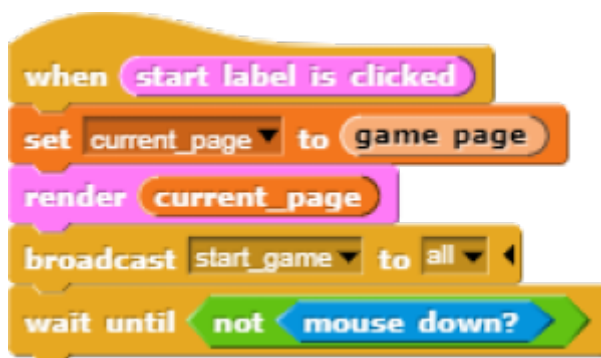 when start label is clicked
set current_page to game page
render current_page
broadcast start_game to all
wait until not mouse down?